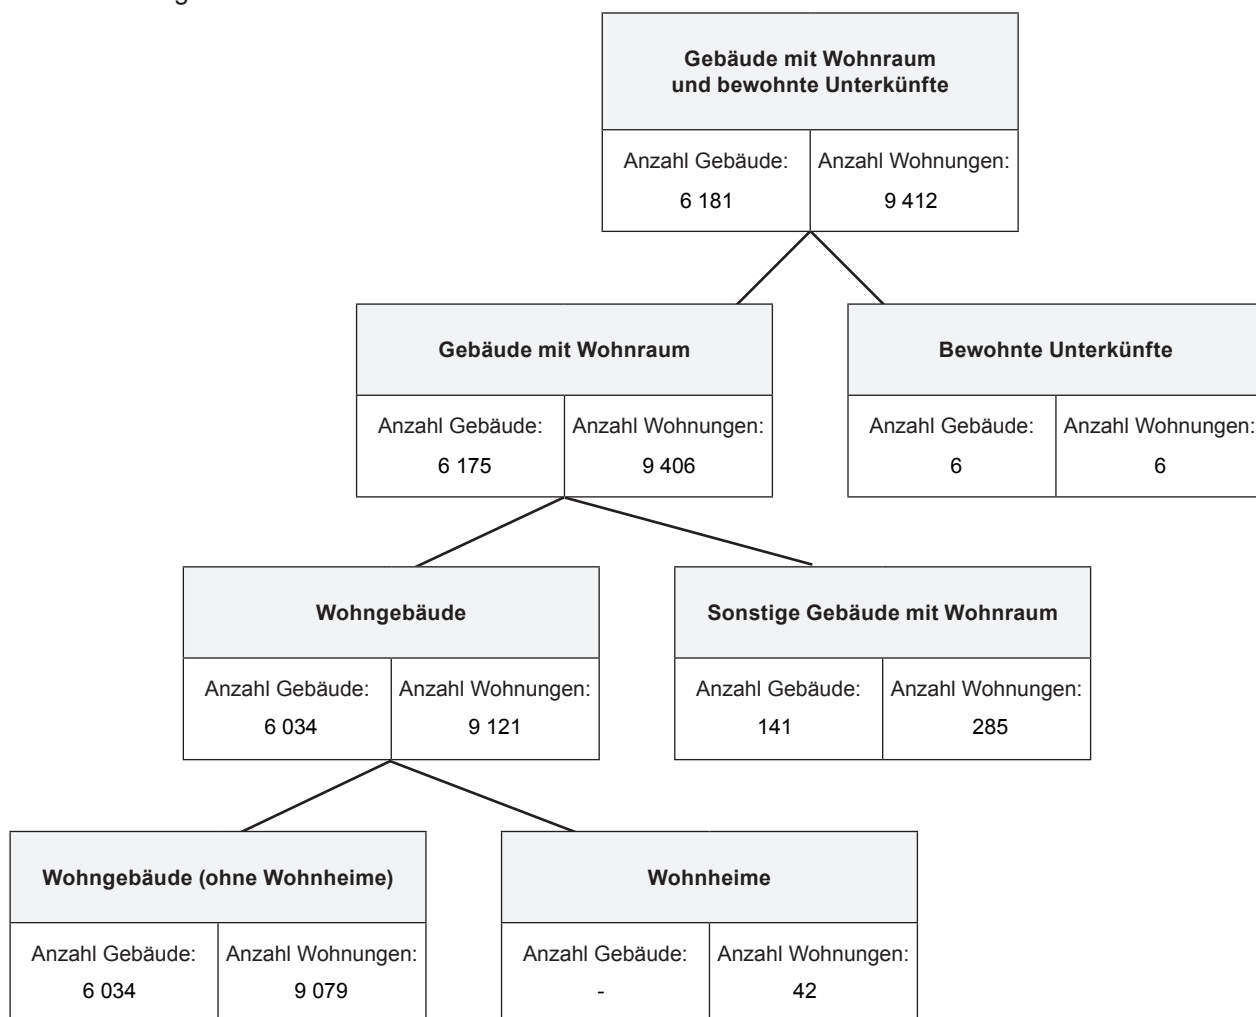 Gebäude mit Wohnraum
und bewohnte Unterkünfte
Anzahl Gebäude: Anzahl Wohnungen:
6 181 9 412
Gebäude mit Wohnraum Bewohnte Unterkünfte
Anzahl Gebäude: Anzahl Wohnungen: Anzahl Gebäude: Anzahl Wohnungen:
6 175 9 406 6 6
Wohngebäude Sonstige Gebäude mit Wohnraum
Anzahl Gebäude: Anzahl Wohnungen: Anzahl Gebäude: Anzahl Wohnungen:
6 034 9 121 141 285
Wohngebäude (ohne Wohnheime) Wohnheime
Anzahl Gebäude: Anzahl Wohnungen: Anzahl Gebäude: Anzahl Wohnungen:
6 034 9 079 - 42